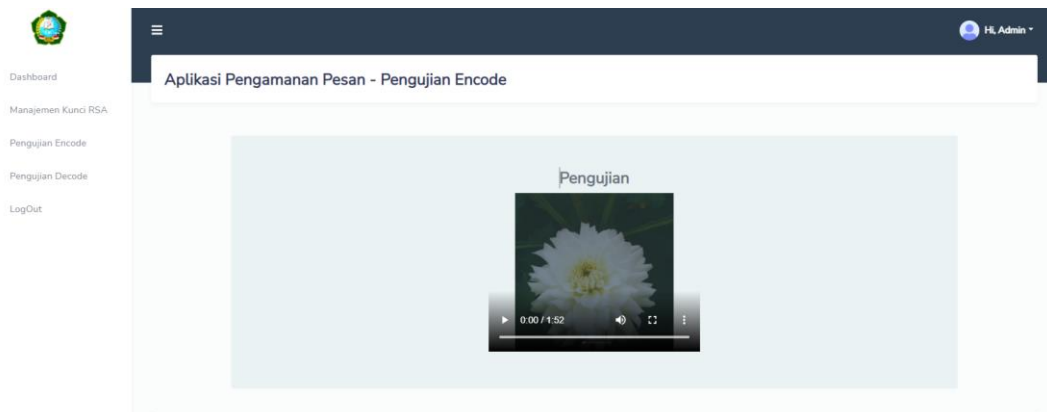 Hi, Admin
Dashboard
Manajemen Kunci RSA
Pengujian Encode
Pengujian Decode
LogOut
Aplikasi Pengamanan Pesan - Pengujian Encode
Pengujian
0:00 / 1:52